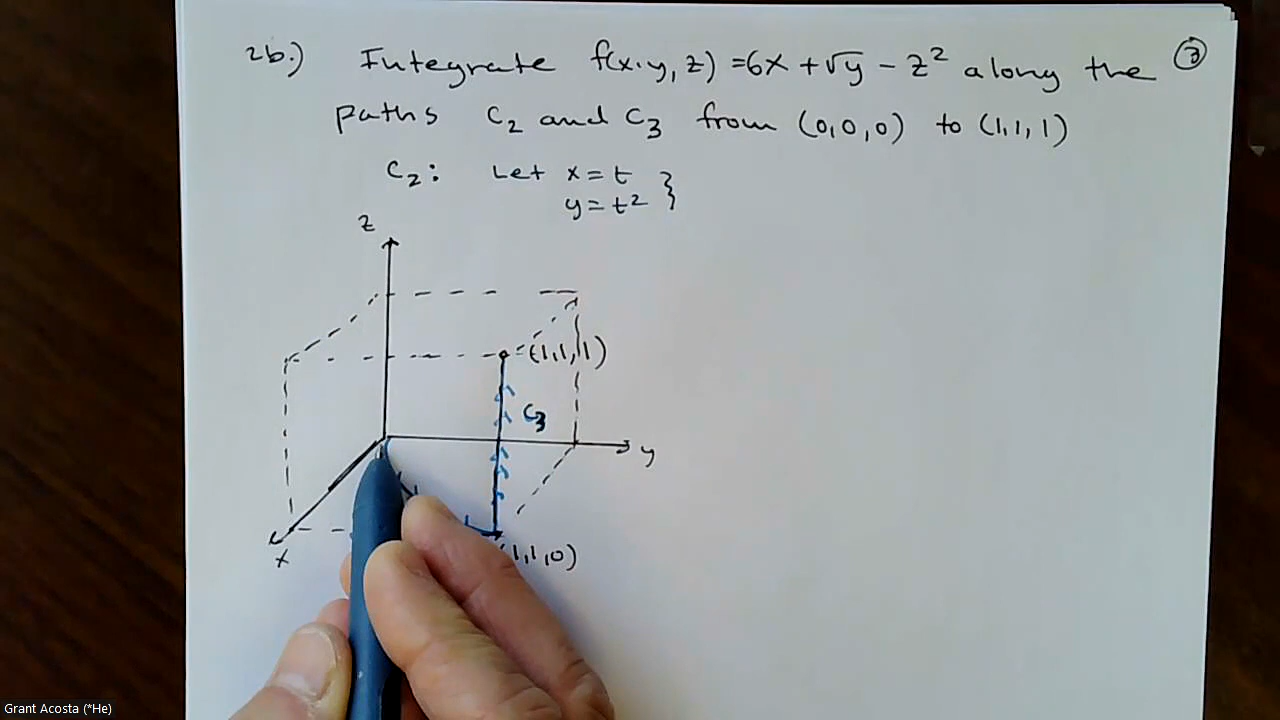 2b.) Integrate f(x,y,z) = 6x + √y - z² along the ③
paths C₂ and C₃ from (0,0,0) to (1,1,1)
C₂: Let x = t
y = t² }
z
(1,1,1)
C₃
y
x
(1,1,0)
Grant Acosta (*He)